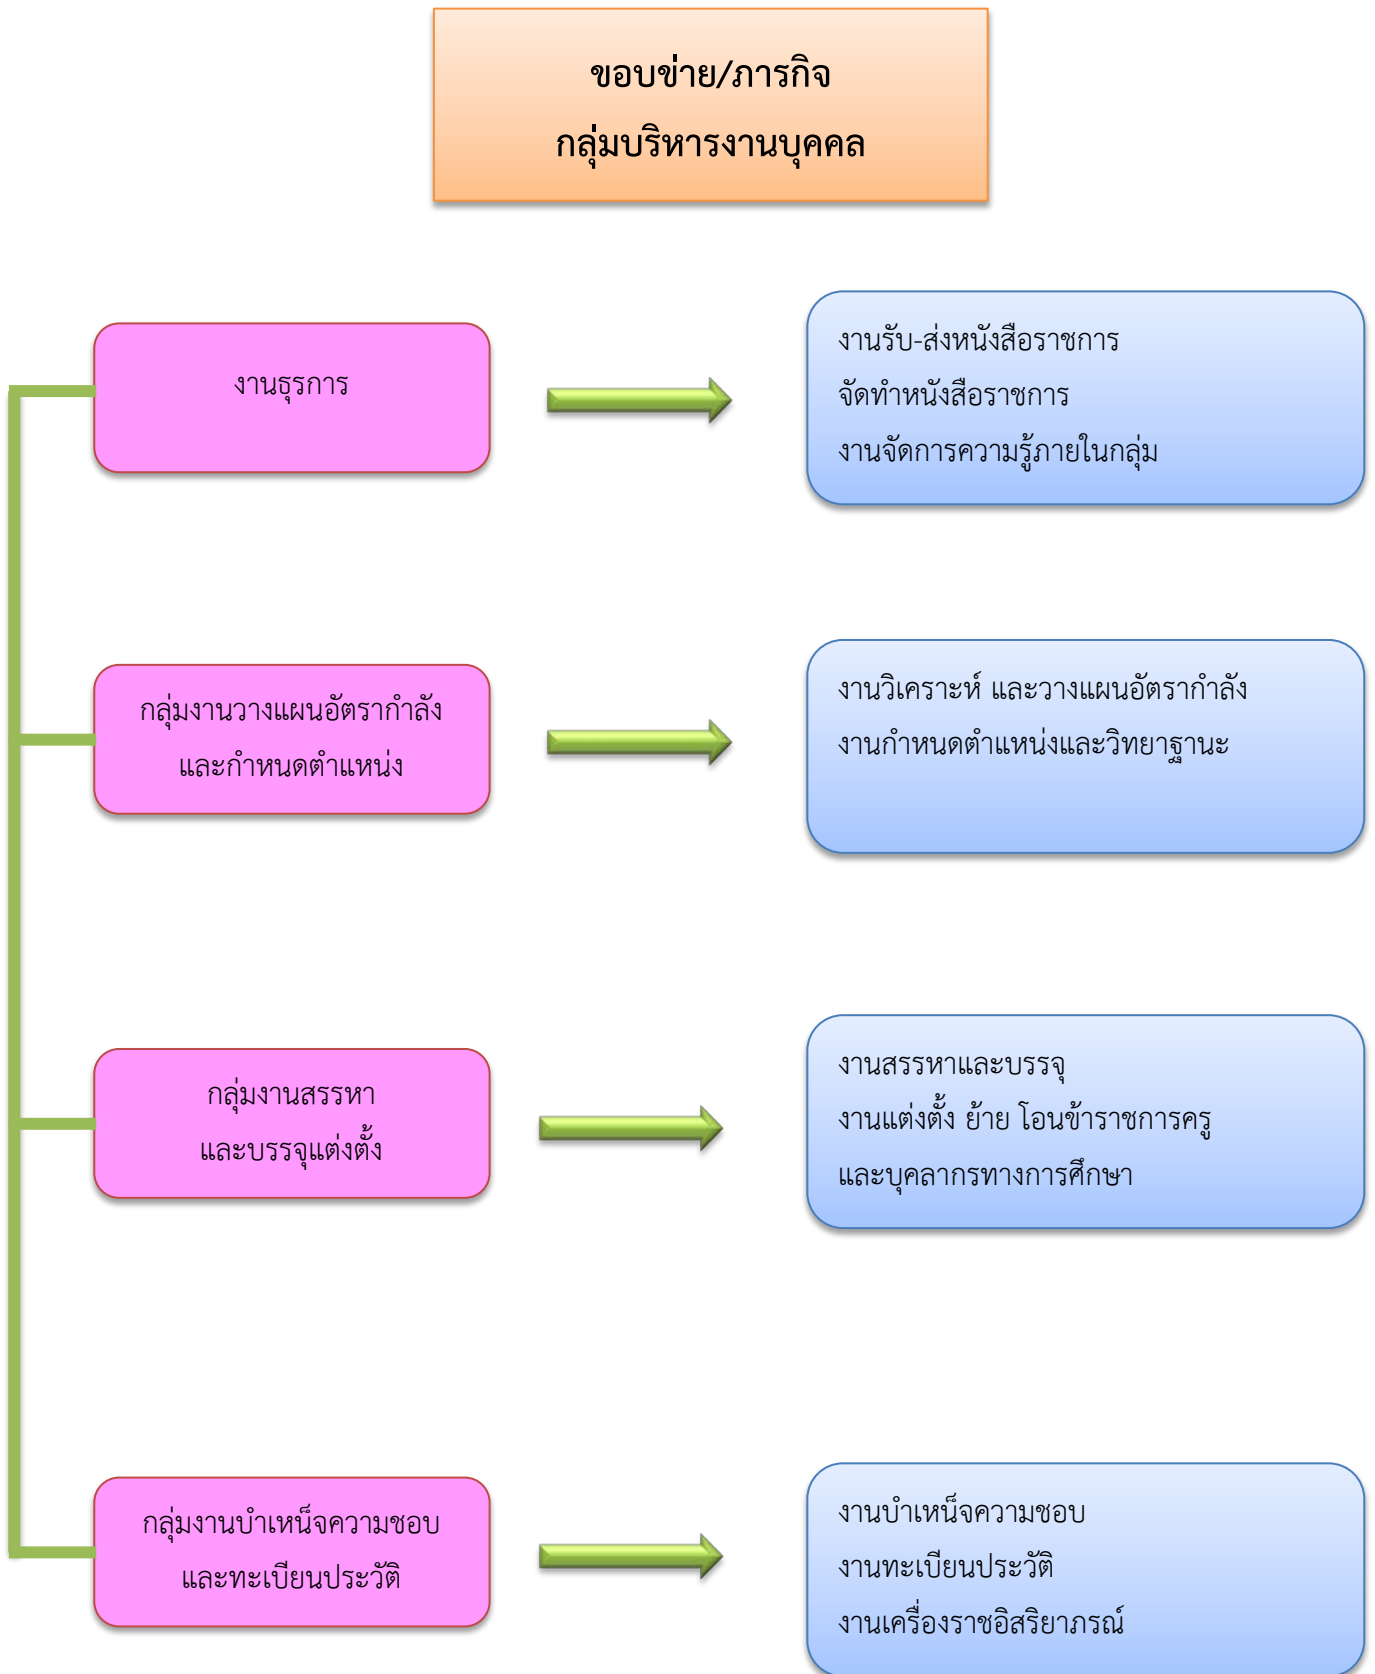 ขอบข่าย/ภารกิจ
กลุ่มบริหารงานบุคคล
งานธุรการ
งานรับ-ส่งหนังสือราชการ
จัดทำหนังสือราชการ
งานจัดการความรู้ภายในกลุ่ม
กลุ่มงานวางแผนอัตรากำลัง
และกำหนดตำแหน่ง
งานวิเคราะห์ และวางแผนอัตรากำลัง
งานกำหนดตำแหน่งและวิทยาฐานะ
กลุ่มงานสรรหา
และบรรจุแต่งตั้ง
งานสรรหาและบรรจุ
งานแต่งตั้ง ย้าย โอนข้าราชการครู
และบุคลากรทางการศึกษา
กลุ่มงานบำเหน็จความชอบ
และทะเบียนประวัติ
งานบำเหน็จความชอบ
งานทะเบียนประวัติ
งานเครื่องราชอิสริยาภรณ์